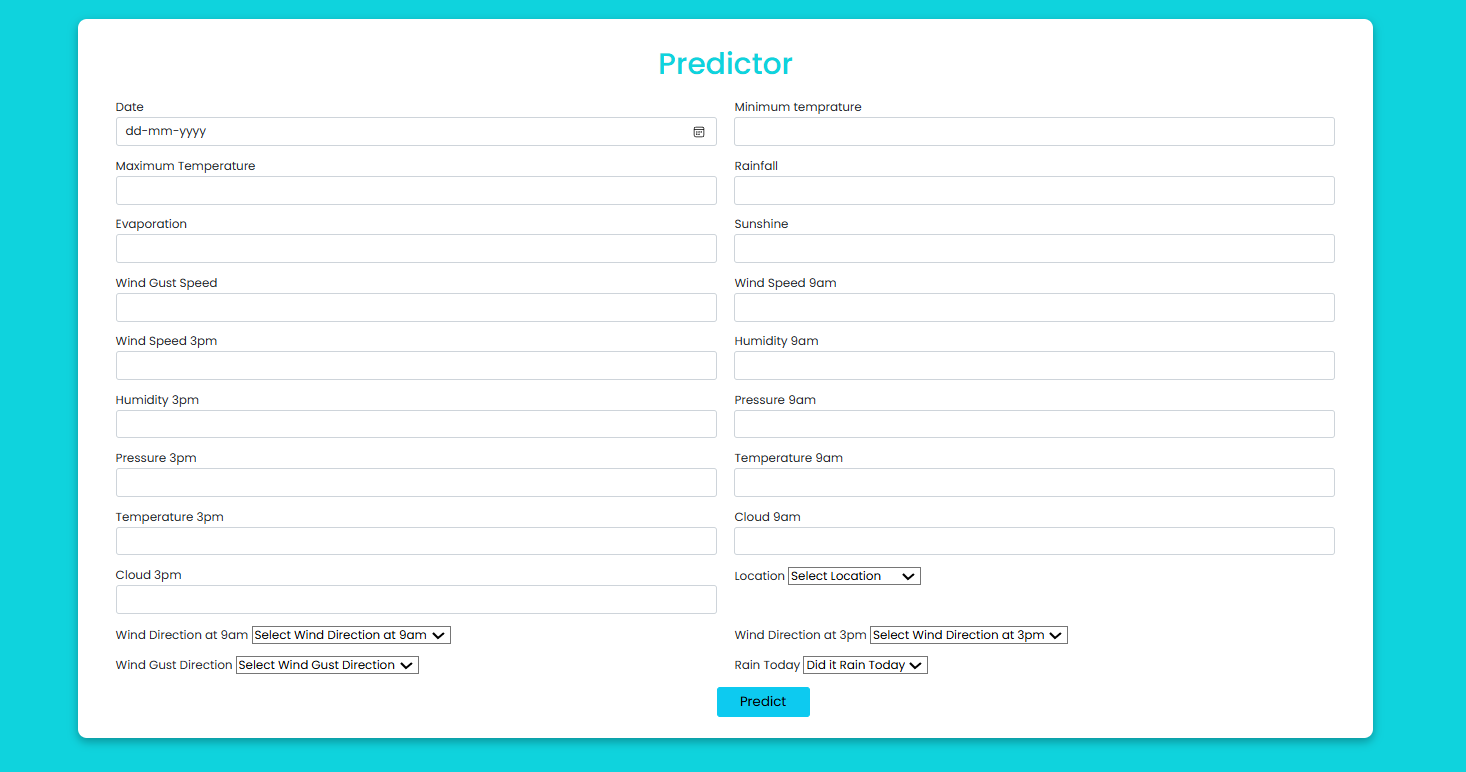 Predictor
Date
Minimum temprature
dd-mm-yyyy
Maximum Temperature
Rainfall
Evaporation
Sunshine
Wind Gust Speed
Wind Speed 9am
Wind Speed 3pm
Humidity 9am
Humidity 3pm
Pressure 9am
Pressure 3pm
Temperature 9am
Temperature 3pm
Cloud 9am
Cloud 3pm
Location Select Location
Wind Direction at 9am Select Wind Direction at 9am
Wind Direction at 3pm Select Wind Direction at 3pm
Wind Gust Direction Select Wind Gust Direction
Rain Today Did it Rain Today
Predict